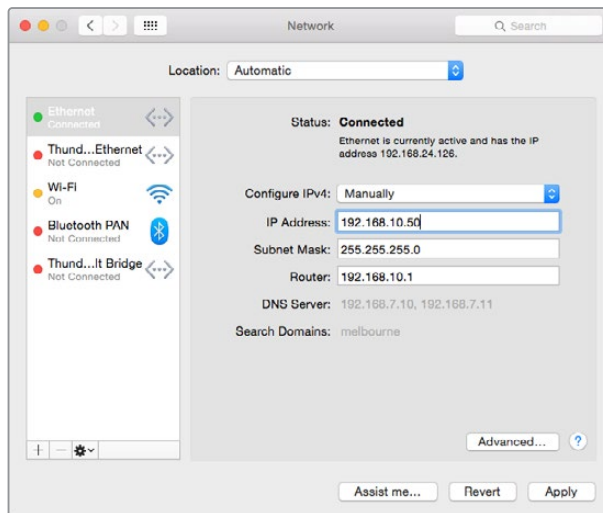 Network
Search
Location: Automatic
Ethernet
Connected
Thund...Ethernet
Not Connected
Wi-Fi
On
Bluetooth PAN
Not Connected
Thund...lt Bridge
Not Connected
Status: Connected
Ethernet is currently active and has the IP
address 192.168.24.126.
Configure IPv4: Manually
IP Address: 192.168.10.50
Subnet Mask: 255.255.255.0
Router: 192.168.10.1
DNS Server: 192.168.7.10, 192.168.7.11
Search Domains: melbourne
Advanced... ?
Assist me... Revert Apply